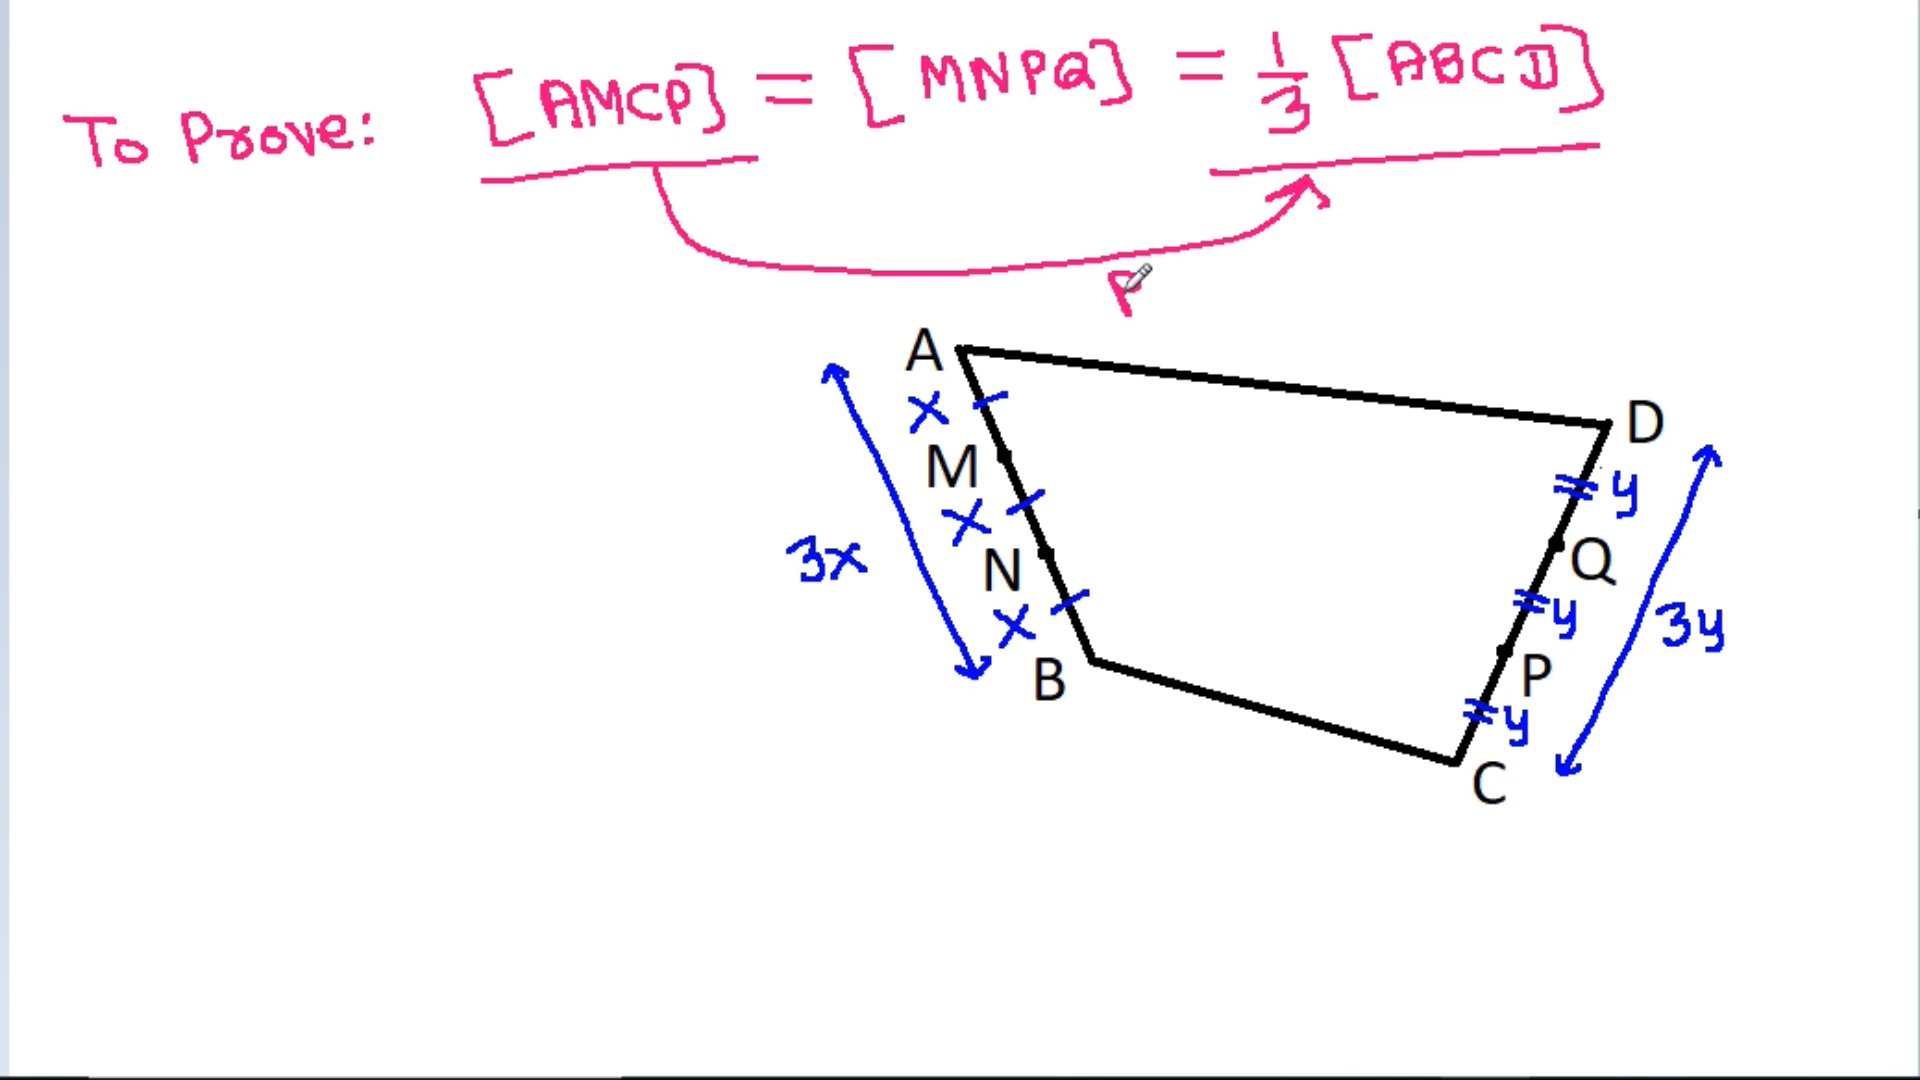 To Prove: [AMCP] = [MNPQ] = 1/3 [ABCD]
A
D
x
M
y
x
3x
N
Q
y
3y
x
B
P
y
C